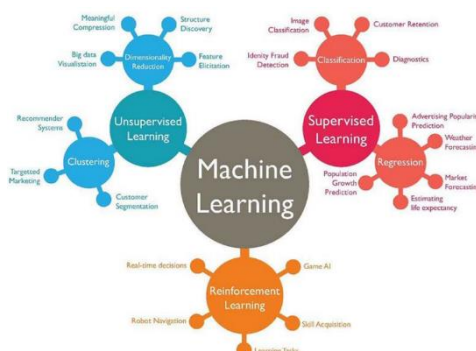 Meaningful
Compression
Structure
Discovery
Big data
Visualistation
Dimensionality
Reduction
Feature
Elicitation
Image
Classification
Customer Retention
Idenity Fraud
Detection
Classification
Diagnostics
Unsupervised
Learning
Supervised
Learning
Recommender
Systems
Clustering
Targetted
Marketing
Customer
Segmentation
Machine
Learning
Advertising Popularity
Prediction
Weather
Forecasting
Regression
Population
Growth
Prediction
Market
Forecasting
Estimating
life expectancy
Real-time decisions
Game AI
Reinforcement
Learning
Robot Navigation
Skill Acquisition
Learning Tasks